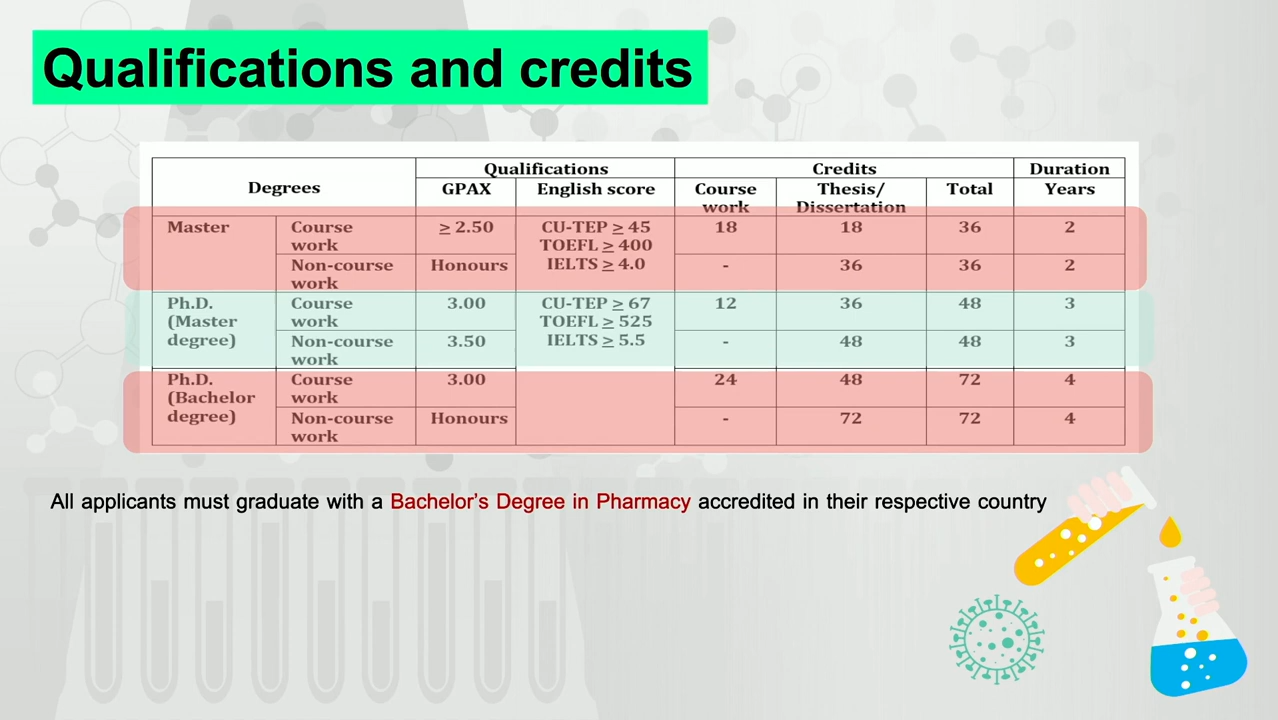 Qualifications and credits
Degrees Qualifications Credits Duration
GPAX English score Course work Thesis/ Dissertation Total Years
Master Course work ≥ 2.50 CU-TEP ≥ 45 18 18 36 2
TOEFL ≥ 400
Non-course work Honours IELTS ≥ 4.0 - 36 36 2
Ph.D. (Master degree) Course work 3.00 CU-TEP ≥ 67 12 36 48 3
TOEFL ≥ 525
Non-course work 3.50 IELTS ≥ 5.5 - 48 48 3
Ph.D. (Bachelor degree) Course work 3.00 24 48 72 4
Non-course work Honours - 72 72 4
All applicants must graduate with a Bachelor's Degree in Pharmacy accredited in their respective country